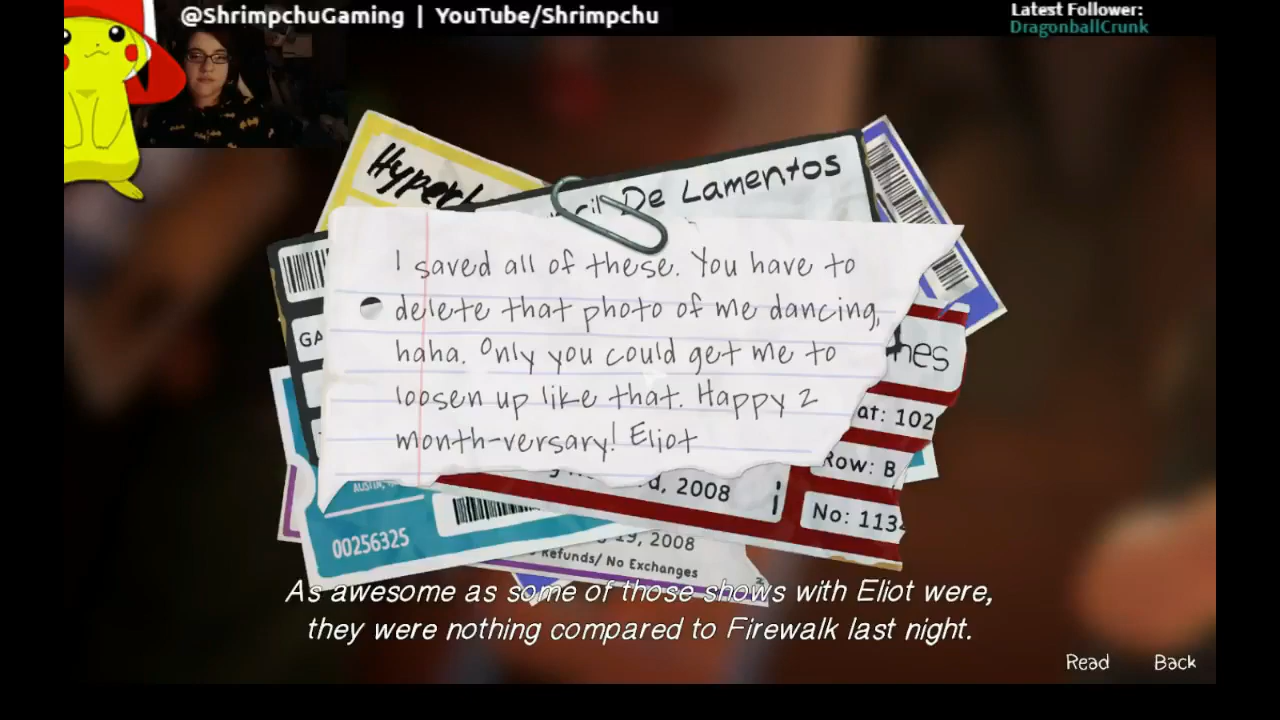 @ShrimpchuGaming | YouTube/Shrimpchu
Latest Follower:
DragonballCrunk
De Lamentos
I saved all of these. You have to
delete that photo of me dancing,
haha. Only you could get me to
loosen up like that. Happy 2
month-versary! Eliot
at: 102
Row: B
2008
No: 113
00256325
19, 2008
Refunds/ No Exchanges
As awesome as some of those shows with Eliot were,
they were nothing compared to Firewalk last night.
Read Back